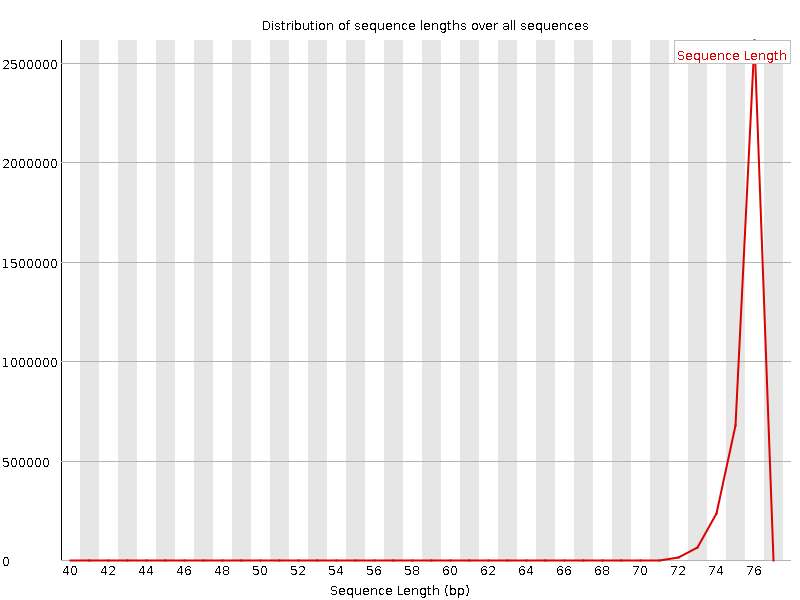 Distribution of sequence lengths over all sequences
Sequence Length
2500000
2000000
1500000
1000000
500000
0
40 42 44 46 48 50 52 54 56 58 60 62 64 66 68 70 72 74 76
Sequence Length (bp)